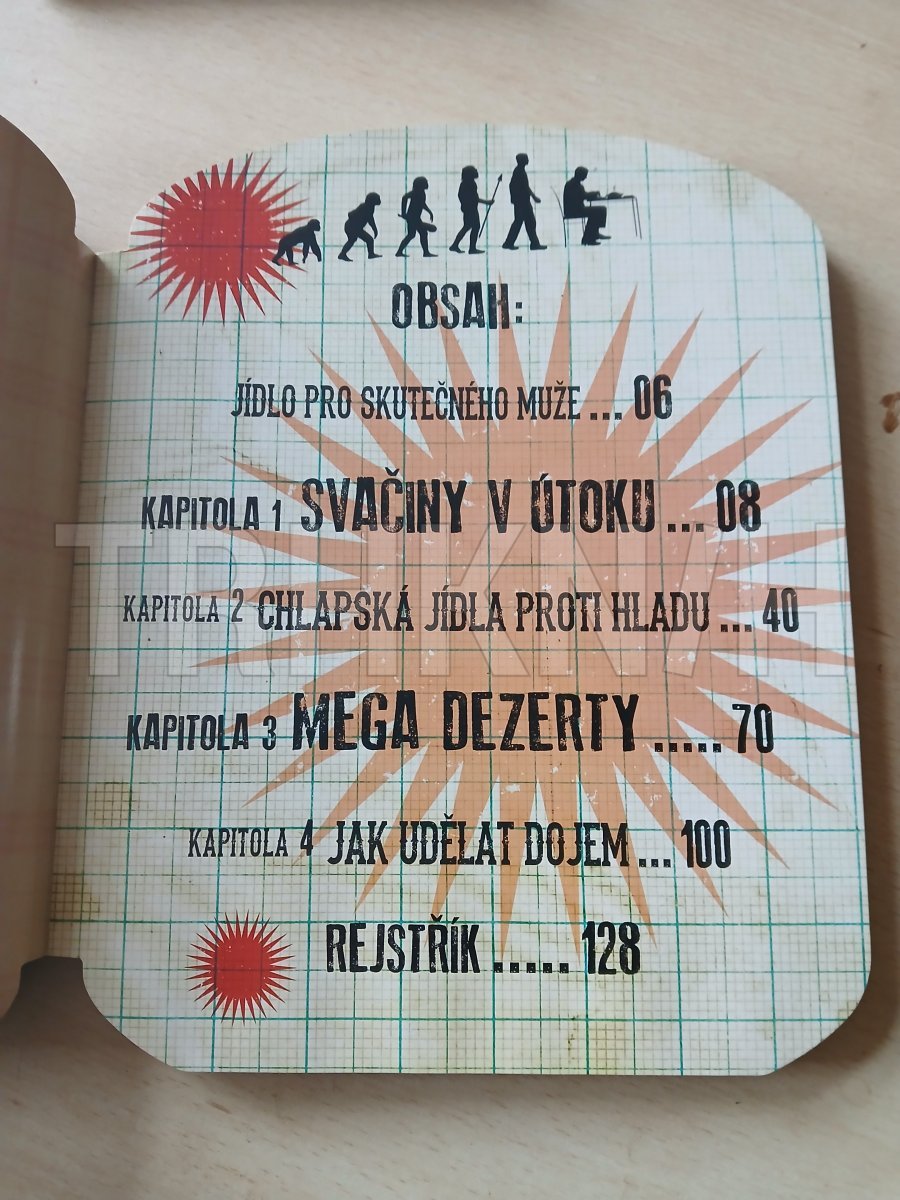 OBSAH:
JÍDLO PRO SKUTEČNÉHO MUŽE ... 06
KAPITOLA 1 SVAČINY V ÚTOKU ... 08
KAPITOLA 2 CHLAPSKÁ JÍDLA PROTI HLADU ... 40
KAPITOLA 3 MEGA DEZERTY ..... 70
KAPITOLA 4 JAK UDĚLAT DOJEM ... 100
REJSTŘÍK ..... 128